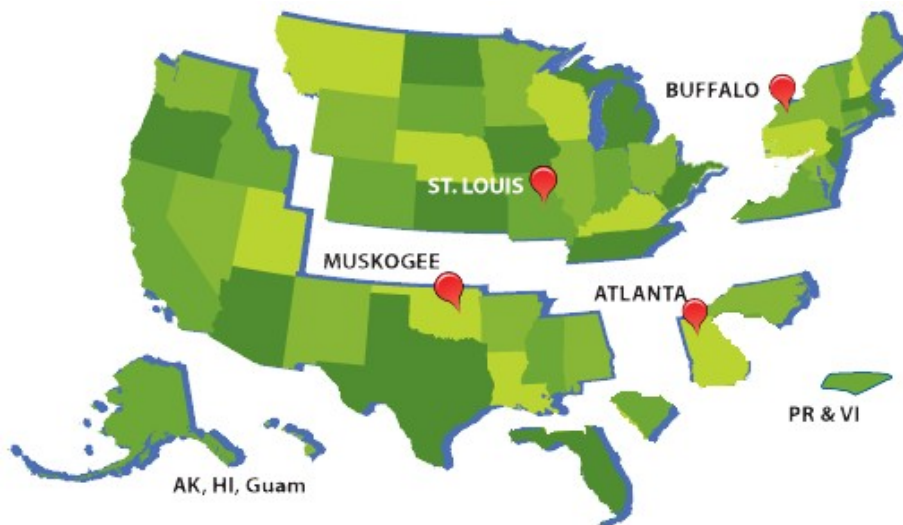 BUFFALO
ST. LOUIS
MUSKOGEE
ATLANTA
PR & VI
AK, HI, Guam